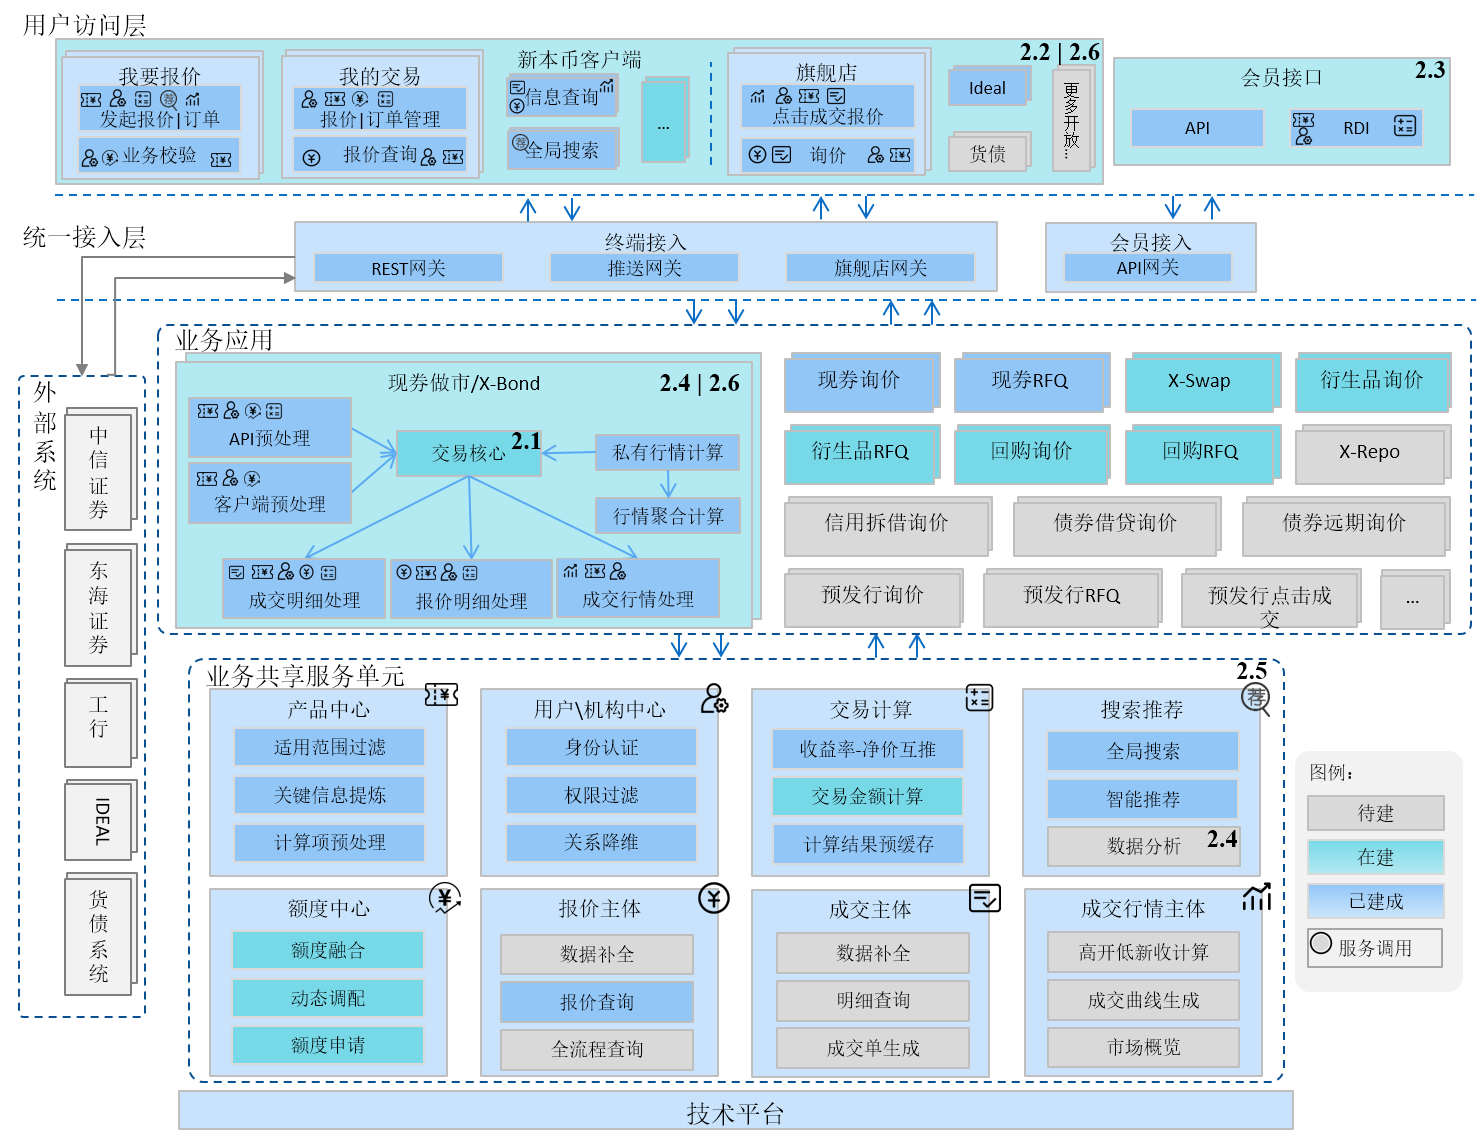 用户访问层
我要报价
发起报价|订单
业务校验
我的交易
报价|订单管理
报价查询
新本币客户端
信息查询
全局搜索
...
旗舰店
点击成交报价
询价
2.2 | 2.6
Ideal
货债
更多开放...
会员接口
2.3
API
RDI
统一接入层
终端接入
REST网关
推送网关
旗舰店网关
会员接入
API网关
外部系统
中信证券
东海证券
工行
IDEAL
货债系统
业务应用
现券做市/X-Bond
2.4 | 2.6
API预处理
客户端预处理
交易核心
2.1
私有行情计算
行情聚合计算
成交明细处理
报价明细处理
成交行情处理
现券询价
现券RFQ
X-Swap
衍生品询价
衍生品RFQ
回购询价
回购RFQ
X-Repo
信用拆借询价
债券借贷询价
债券远期询价
预发行询价
预发行RFQ
预发行点击成
交
...
业务共享服务单元
2.5
产品中心
适用范围过滤
关键信息提炼
计算项预处理
用户\机构中心
身份认证
权限过滤
关系降维
交易计算
收益率-净价互推
交易金额计算
计算结果预缓存
搜索推荐
荐
全局搜索
智能推荐
数据分析
2.4
额度中心
额度融合
动态调配
额度申请
报价主体
数据补全
报价查询
全流程查询
成交主体
数据补全
明细查询
成交单生成
成交行情主体
高开低新收计算
成交曲线生成
市场概览
图例：
待建
在建
已建成
服务调用
技术平台